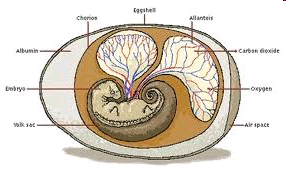 Eggshell
Chorion
Allantois
Albumin
Carbon dioxide
Embryo
Oxygen
Yolk sac
Air space